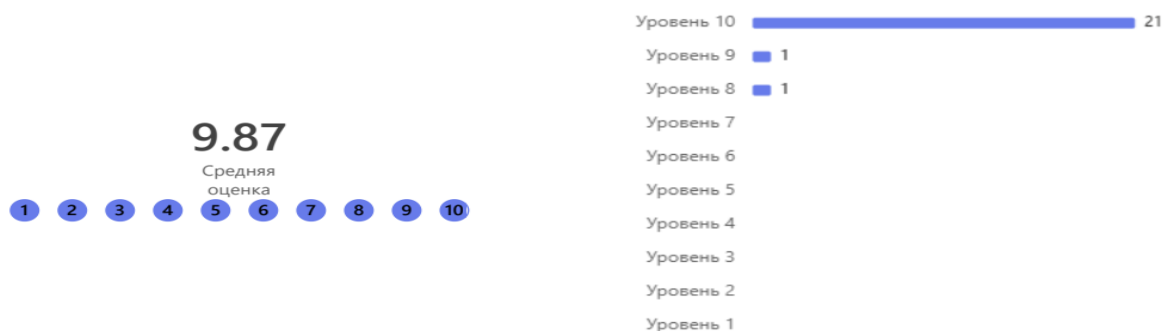 9.87
Средняя
оценка
1 2 3 4 5 6 7 8 9 10
Уровень 10 21
Уровень 9 1
Уровень 8 1
Уровень 7
Уровень 6
Уровень 5
Уровень 4
Уровень 3
Уровень 2
Уровень 1